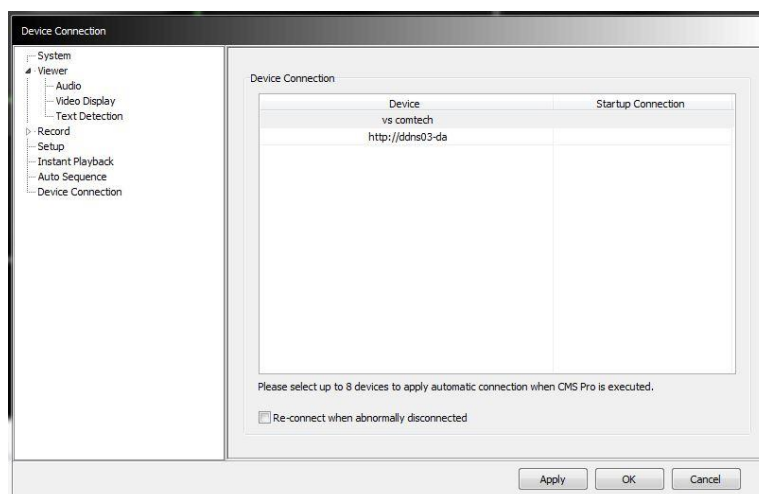 Device Connection
System
Viewer
Audio
Video Display
Text Detection
Record
Setup
Instant Playback
Auto Sequence
Device Connection
Device Connection
Device Startup Connection
vs comtech
http://ddns03-da
Please select up to 8 devices to apply automatic connection when CMS Pro is executed.
Re-connect when abnormally disconnected
Apply OK Cancel